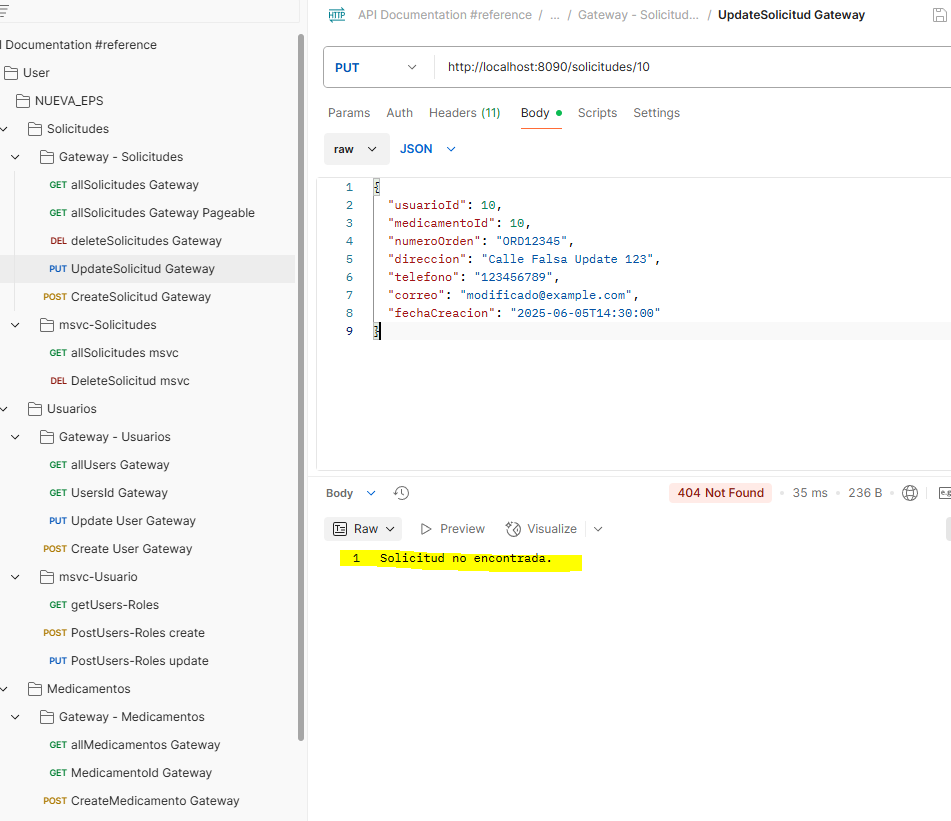 HTTP API Documentation #reference / ... / Gateway - Solicitud... / UpdateSolicitud Gateway
I Documentation #reference
User
NUEVA_EPS
Solicitudes
Gateway - Solicitudes
GET allSolicitudes Gateway
GET allSolicitudes Gateway Pageable
DEL deleteSolicitudes Gateway
PUT UpdateSolicitud Gateway
POST CreateSolicitud Gateway
msvc-Solicitudes
GET allSolicitudes msvc
DEL DeleteSolicitud msvc
Usuarios
Gateway - Usuarios
GET allUsers Gateway
GET UsersId Gateway
PUT Update User Gateway
POST Create User Gateway
msvc-Usuario
GET getUsers-Roles
POST PostUsers-Roles create
PUT PostUsers-Roles update
Medicamentos
Gateway - Medicamentos
GET allMedicamentos Gateway
GET MedicamentoId Gateway
POST CreateMedicamento Gateway
PUT http://localhost:8090/solicitudes/10
Params Auth Headers (11) Body Scripts Settings
raw JSON
1 {
2 "usuarioId": 10,
3 "medicamentoId": 10,
4 "numeroOrden": "ORD12345",
5 "direccion": "Calle Falsa Update 123",
6 "telefono": "123456789",
7 "correo": "modificado@example.com",
8 "fechaCreacion": "2025-06-05T14:30:00"
9 }
Body 404 Not Found • 35 ms • 236 B • e.g
Raw Preview Visualize
1 Solicitud no encontrada.